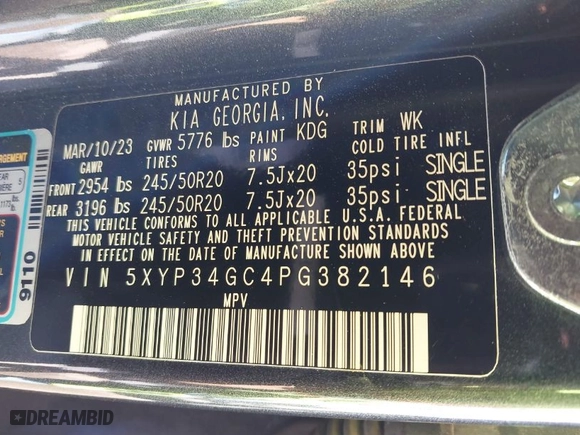 MANUFACTURED BY
KIA GEORGIA, INC.
MAR/10/23 GVWR 5776 lbs PAINT KDG TRIM WK
GAWR TIRES RIMS COLD TIRE INFL
FRONT 2954 lbs 245/50R20 7.5Jx20 35psi SINGLE
REAR 3196 lbs 245/50R20 7.5Jx20 35psi SINGLE
THIS VEHICLE CONFORMS TO ALL APPLICABLE U.S.A. FEDERAL
MOTOR VEHICLE SAFETY AND THEFT PREVENTION STANDARDS
IN EFFECT ON THE DATE OF MANUFACTURE SHOWN ABOVE
VIN 5XYP34GC4PG382146
MPV
9110
DREAMBID